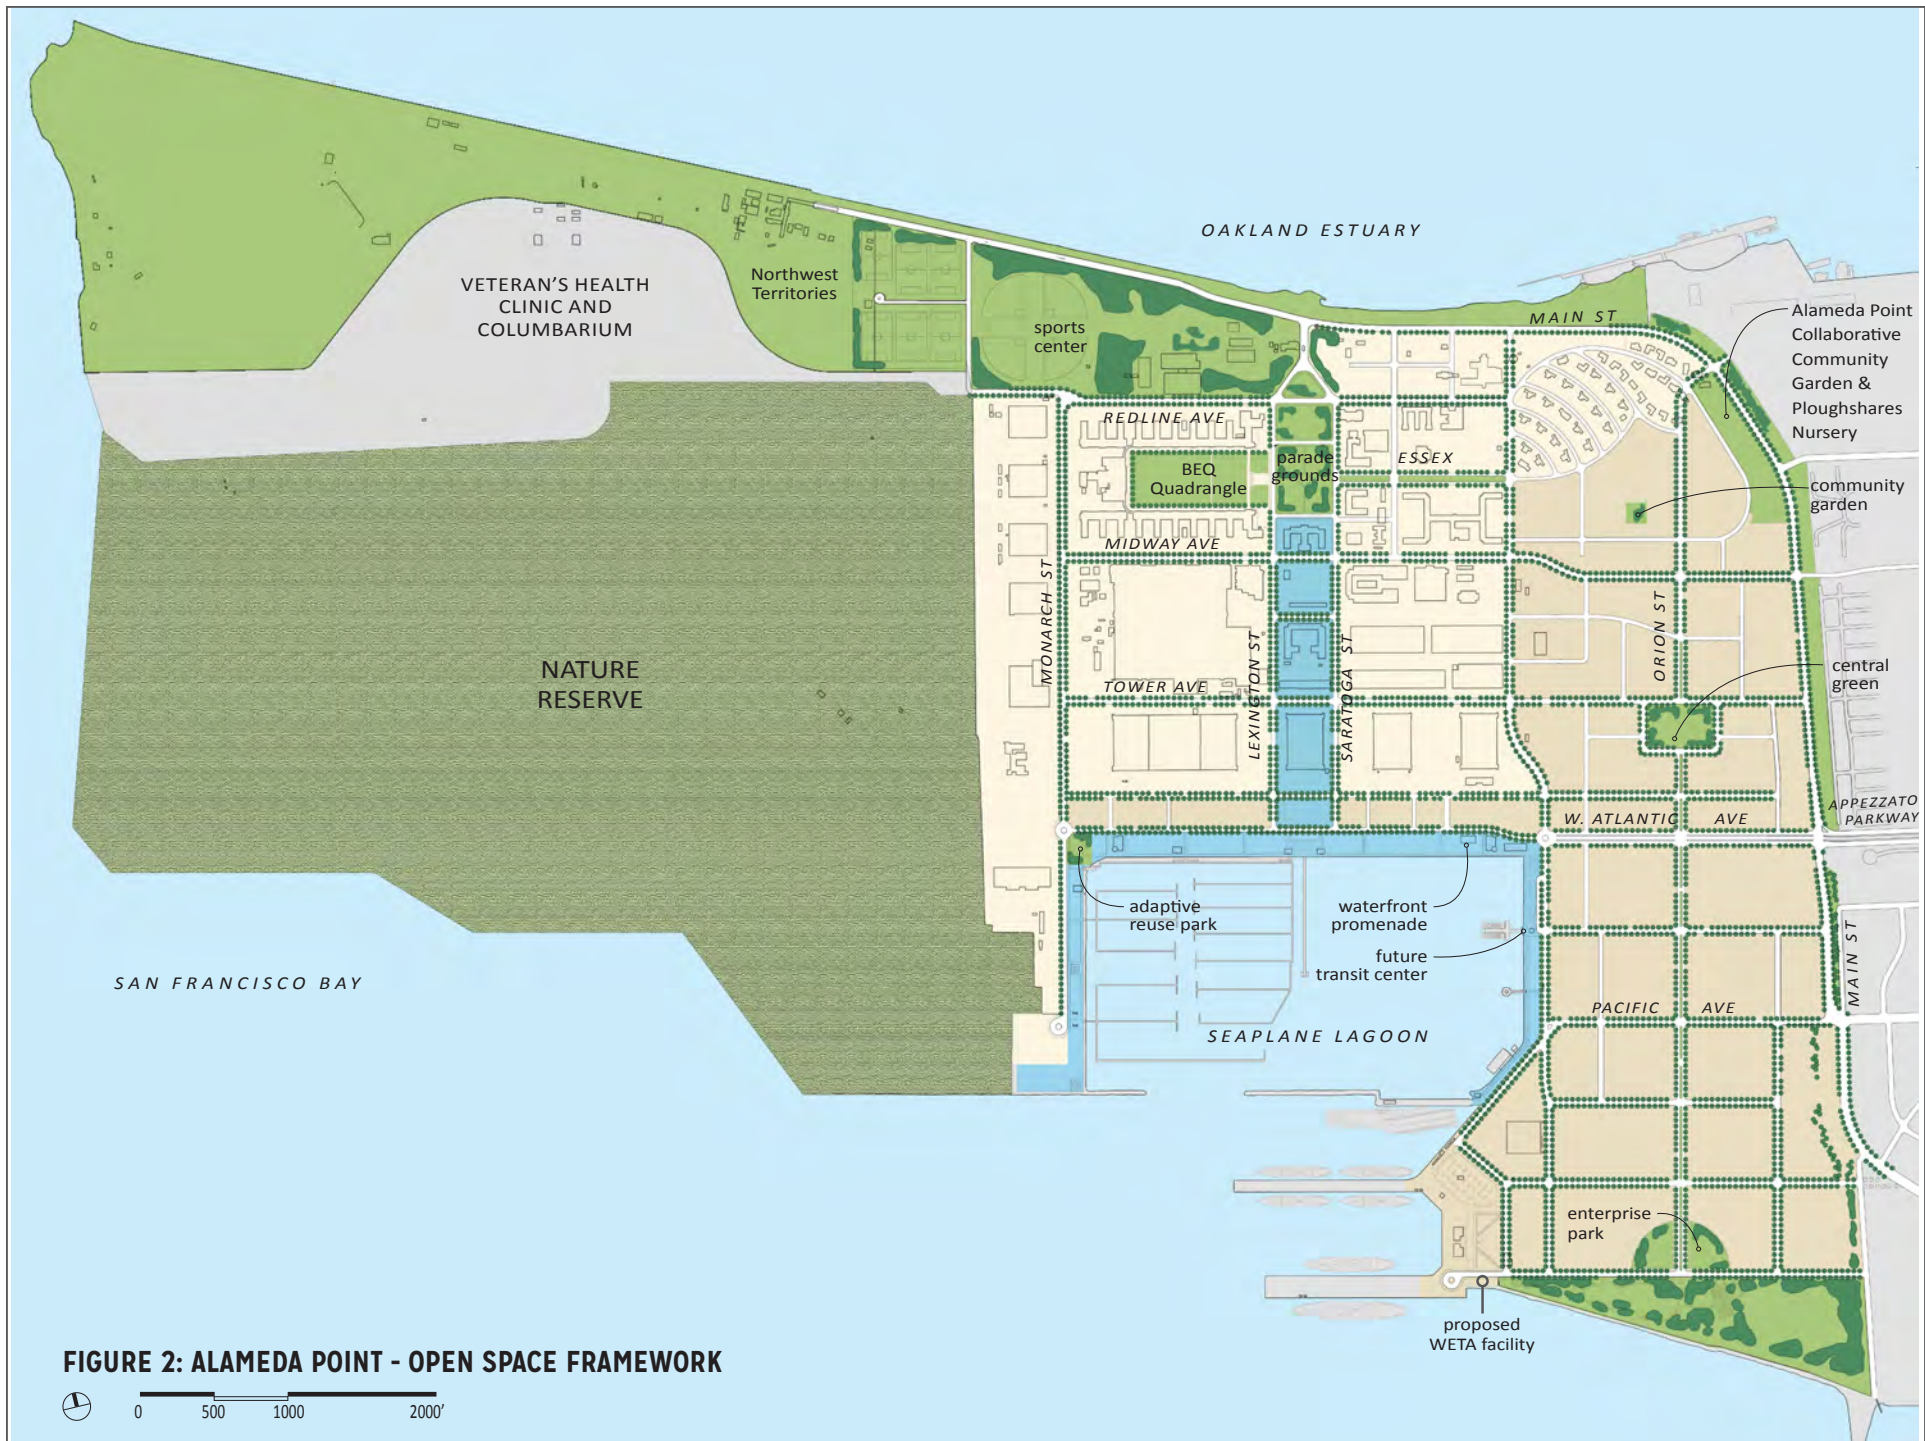 OAKLAND ESTUARY
VETERAN'S HEALTH
CLINIC AND
COLUMBARIUM
Northwest
Territories
sports
center
MAIN ST
Alameda Point
Collaborative
Community
Garden &
Ploughshares
Nursery
REDLINE AVE
BEQ
Quadrangle
parade
grounds
ESSEX
community
garden
MIDWAY AVE
MONARCH ST
LEXINGTON ST
SARATOGA ST
ORION ST
NATURE
RESERVE
TOWER AVE
central
green
W. ATLANTIC AVE
APPEZZATO
PARKWAY
adaptive
reuse park
waterfront
promenade
future
transit center
MAIN ST
SAN FRANCISCO BAY
SEAPLANE LAGOON
PACIFIC AVE
enterprise
park
proposed
WETA facility
FIGURE 2: ALAMEDA POINT - OPEN SPACE FRAMEWORK
0 500 1000 2000'